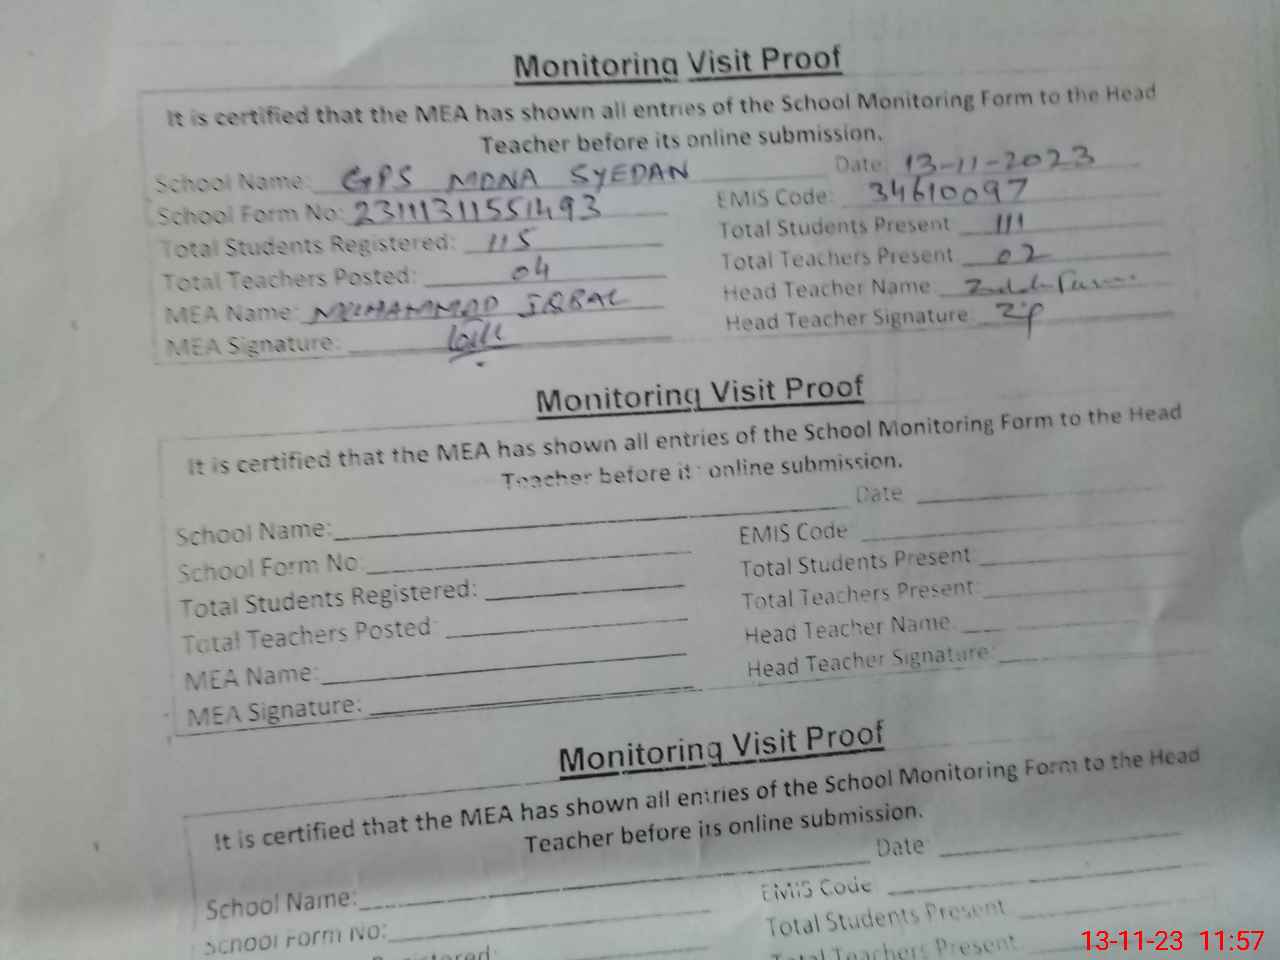 Monitoring Visit Proof
It is certified that the MEA has shown all entries of the School Monitoring Form to the Head
Teacher before its online submission.
School Name: GPS MONA SYEDAN Date: 13-11-2023
School Form No: 23111311551493 EMIS Code: 34610097
Total Students Registered: 115 Total Students Present 111
Total Teachers Posted: 04 Total Teachers Present 02
MEA Name: MUHAMMAD IQBAL Head Teacher Name
MEA Signature: Head Teacher Signature:
Monitoring Visit Proof
It is certified that the MEA has shown all entries of the School Monitoring Form to the Head
Teacher before its online submission.
School Name: Date
School Form No: EMIS Code
Total Students Registered: Total Students Present:
Total Teachers Posted: Total Teachers Present:
MEA Name: Head Teacher Name.
MEA Signature: Head Teacher Signature:
Monitoring Visit Proof
It is certified that the MEA has shown all entries of the School Monitoring Form to the Head
Teacher before its online submission.
School Name: Date
School Form No: EMIS Code
Registered: Total Students Present
Total Teachers Present
13-11-23 11:57